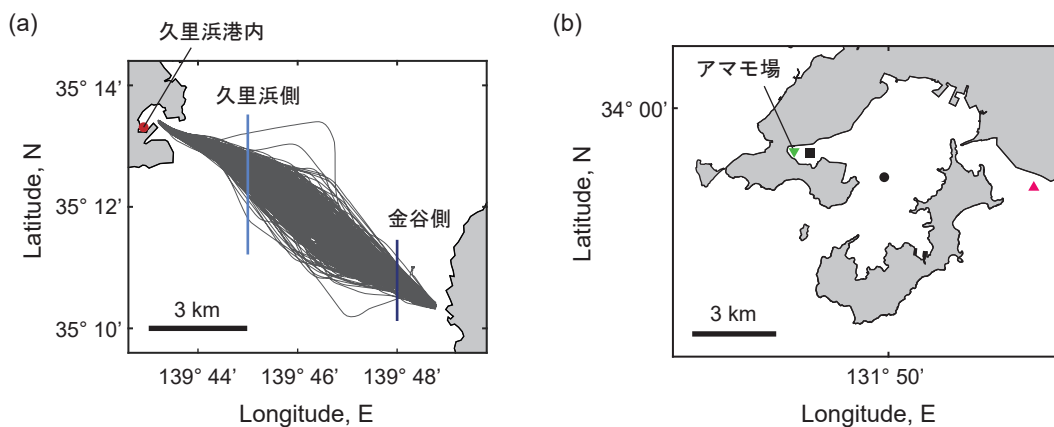 (a)
久里浜港内
久里浜側
金谷側
3 km
35° 14’
35° 12’
35° 10’
Latitude, N
139° 44’
139° 46’
139° 48’
Longitude, E
(b)
アマモ場
34° 00’
Latitude, N
3 km
131° 50’
Longitude, E